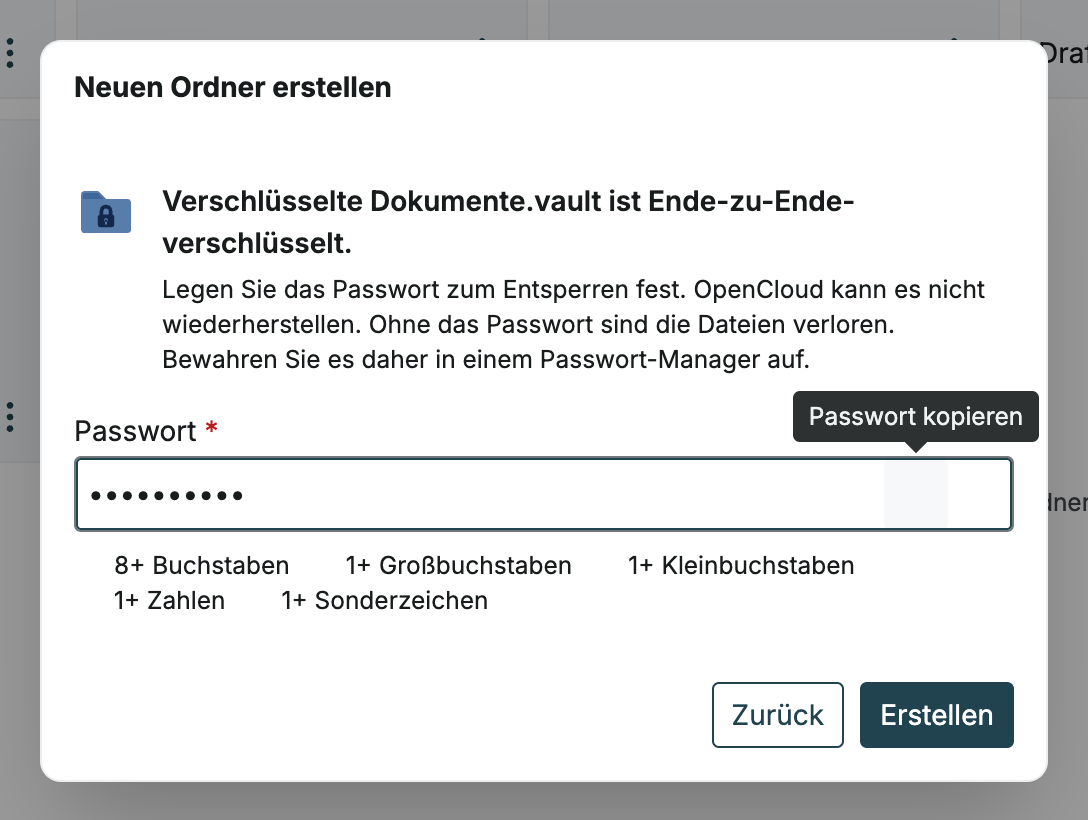 Neuen Ordner erstellen
Verschlüsselte Dokumente.vault ist Ende-zu-Ende-
verschlüsselt.
Legen Sie das Passwort zum Entsperren fest. OpenCloud kann es nicht
wiederherstellen. Ohne das Passwort sind die Dateien verloren.
Bewahren Sie es daher in einem Passwort-Manager auf.
Passwort kopieren
Passwort *
••••••••••
8+ Buchstaben 1+ Großbuchstaben 1+ Kleinbuchstaben
1+ Zahlen 1+ Sonderzeichen
Zurück Erstellen